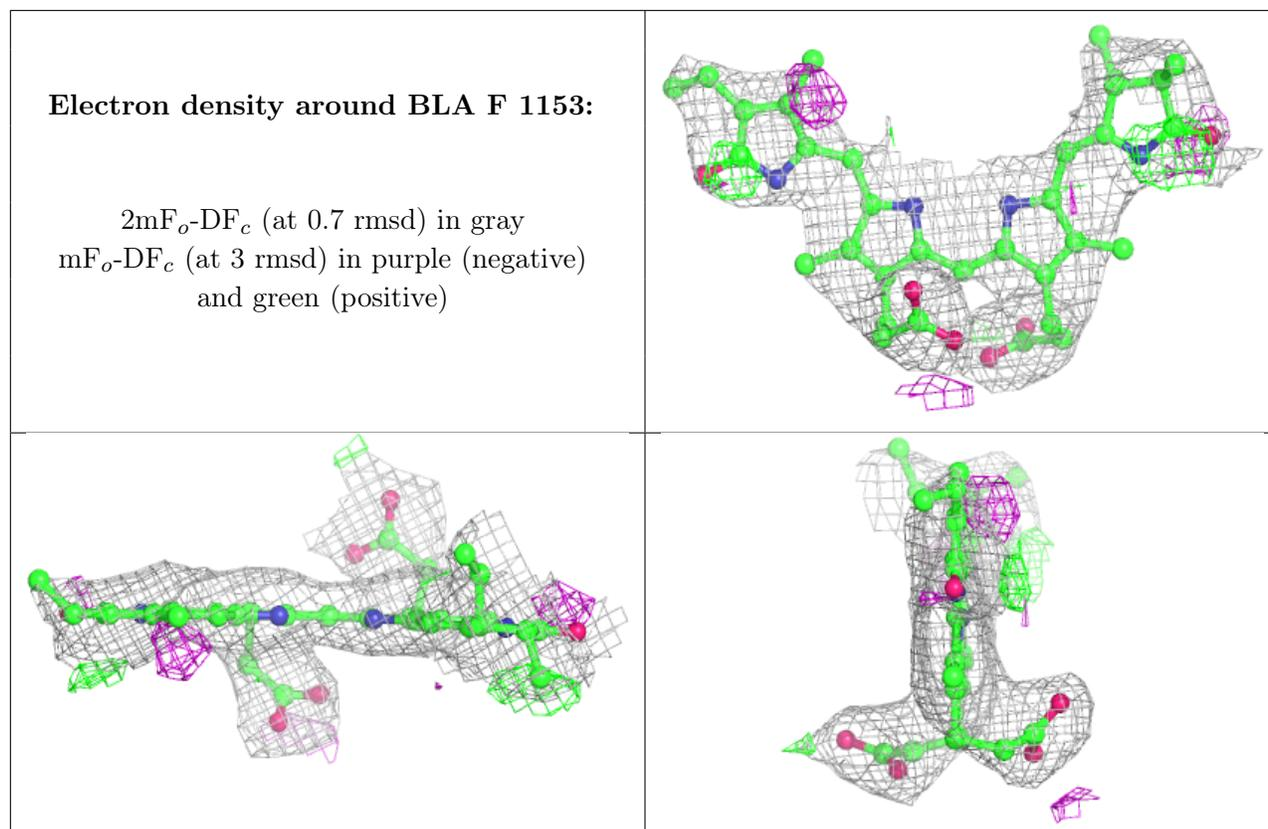 Electron density around BLA F 1153:
2mFo-DFc (at 0.7 rmsd) in gray
mFo-DFc (at 3 rmsd) in purple (negative)
and green (positive)